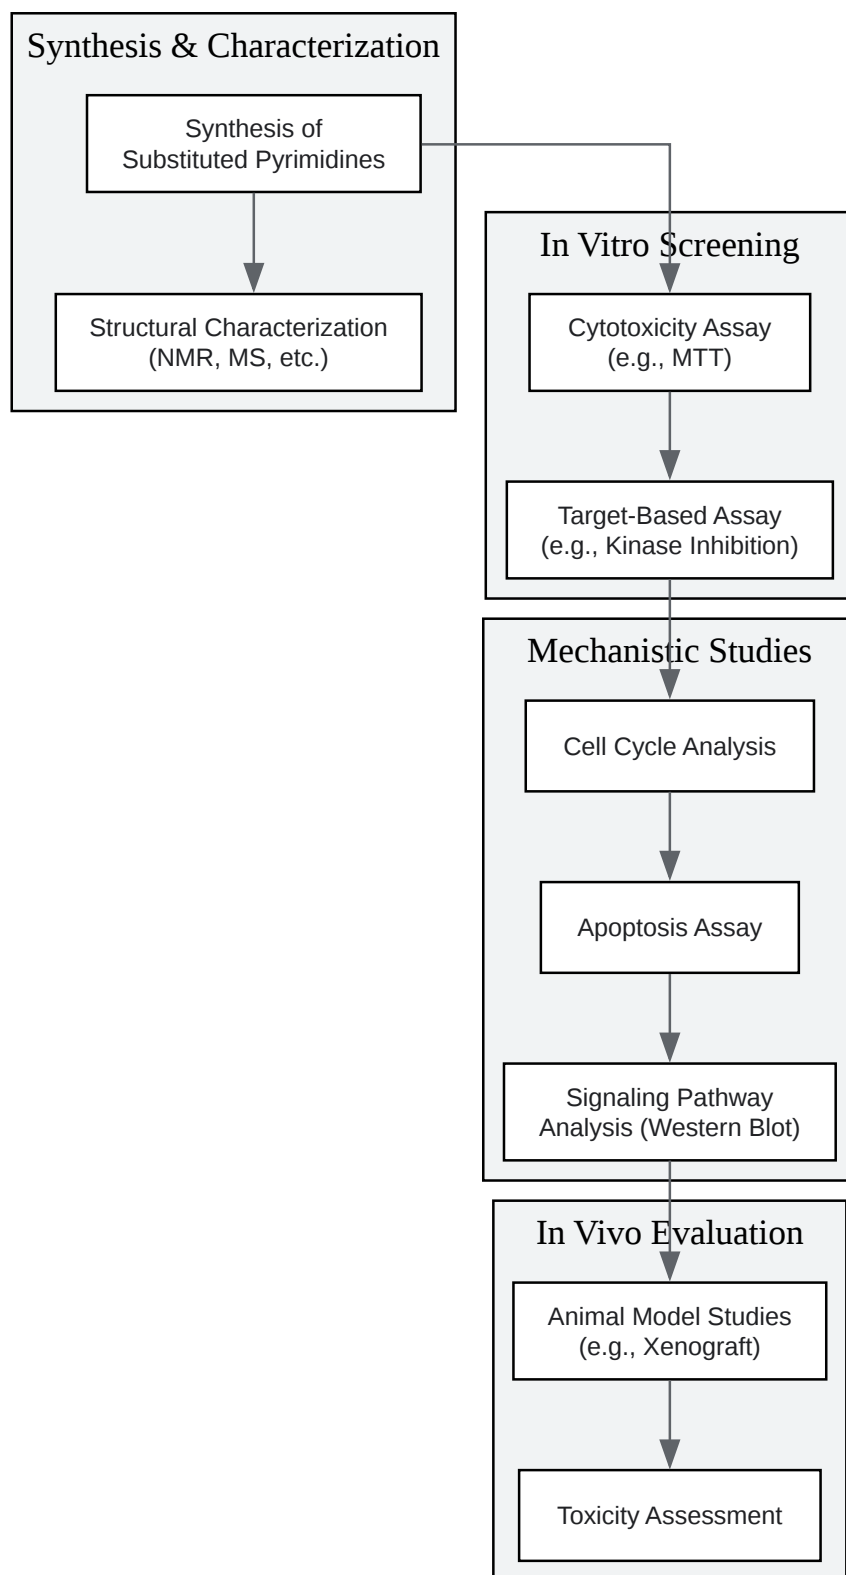 Synthesis & Characterization
Synthesis of
Substituted Pyrimidines
Structural Characterization
(NMR, MS, etc.)
In Vitro Screening
Cytotoxicity Assay
(e.g., MTT)
Target-Based Assay
(e.g., Kinase Inhibition)
Mechanistic Studies
Cell Cycle Analysis
Apoptosis Assay
Signaling Pathway
Analysis (Western Blot)
In Vivo Evaluation
Animal Model Studies
(e.g., Xenograft)
Toxicity Assessment